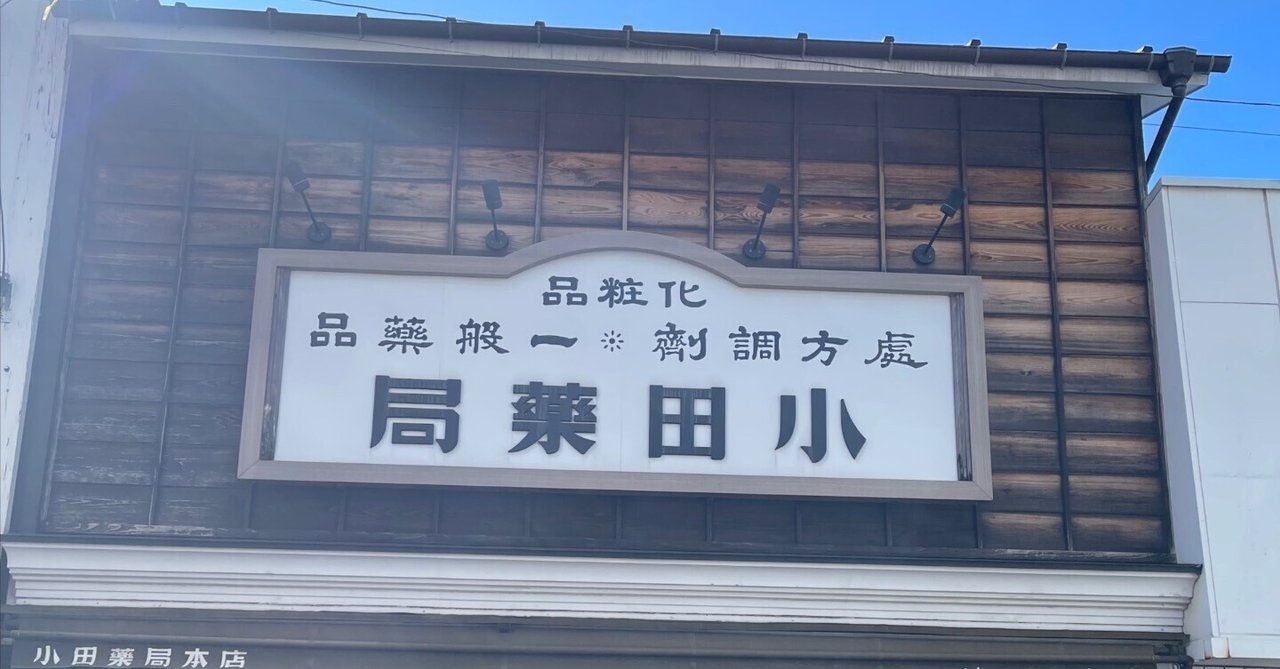 化粧品
處方調劑 一般藥品
小田藥局
小田藥局本店